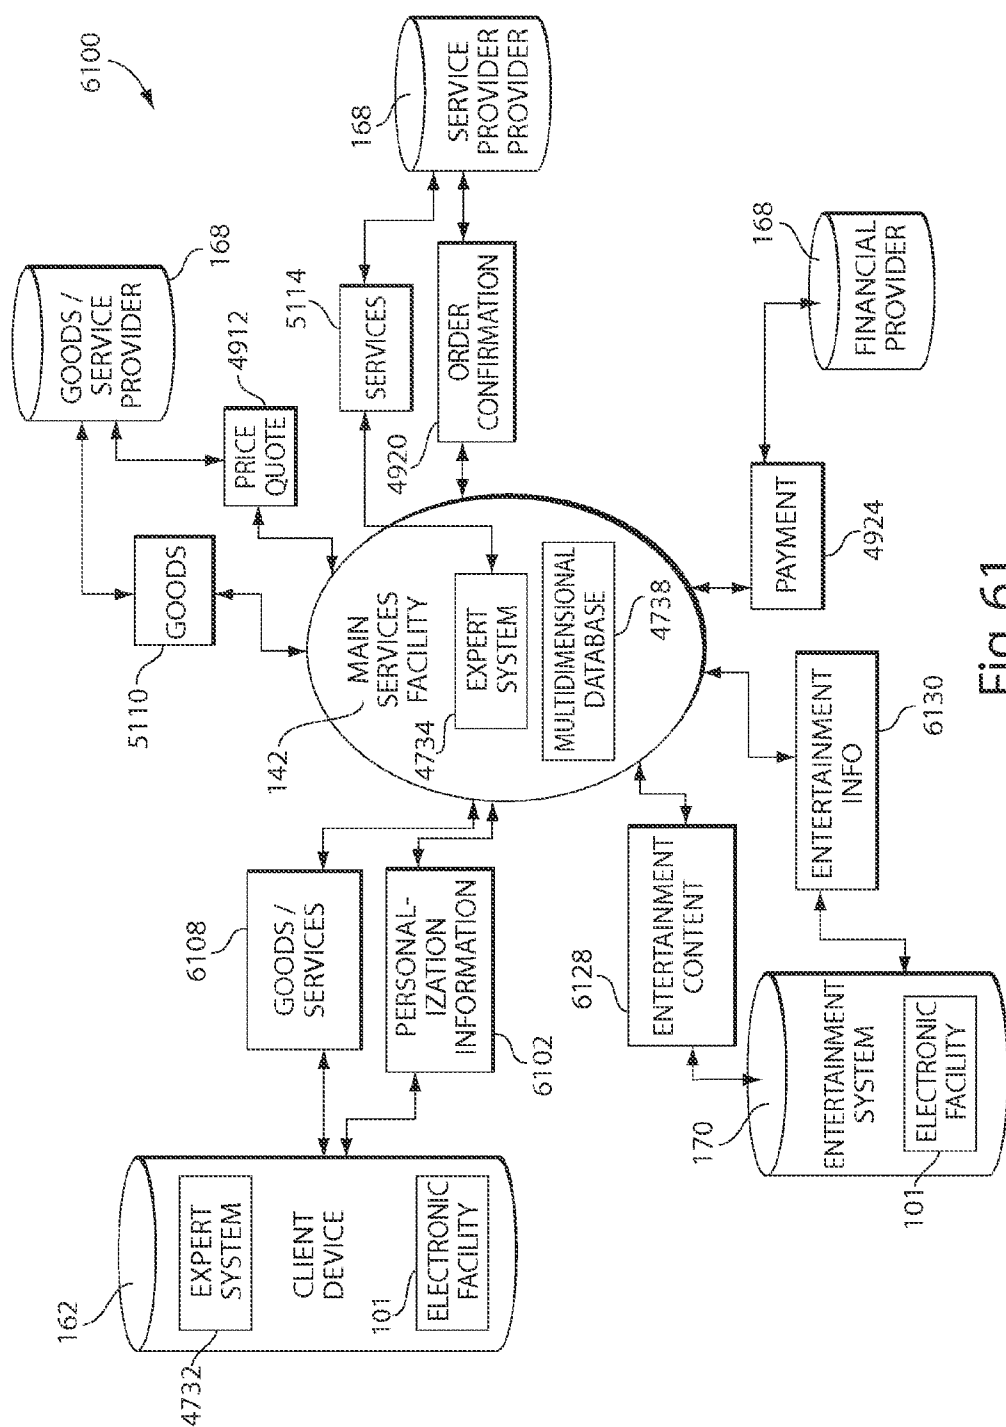 6100
162
EXPERT
SYSTEM
4732
CLIENT
DEVICE
101
ELECTRONIC
FACILITY
6108
GOODS /
SERVICES
PERSONAL-
IZATION
INFORMATION
6102
5110
GOODS
GOODS /
SERVICE
PROVIDER
168
4912
PRICE
QUOTE
142
MAIN
SERVICES
FACILITY
4734
EXPERT
SYSTEM
MULTIDIMENSIONAL
DATABASE
4738
5114
SERVICES
4920
ORDER
CONFIRMATION
168
SERVICE
PROVIDER
PROVIDER
6128
ENTERTAINMENT
CONTENT
170
ENTERTAINMENT
SYSTEM
101
ELECTRONIC
FACILITY
ENTERTAINMENT
INFO
6130
PAYMENT
4924
168
FINANCIAL
PROVIDER
Fig. 61